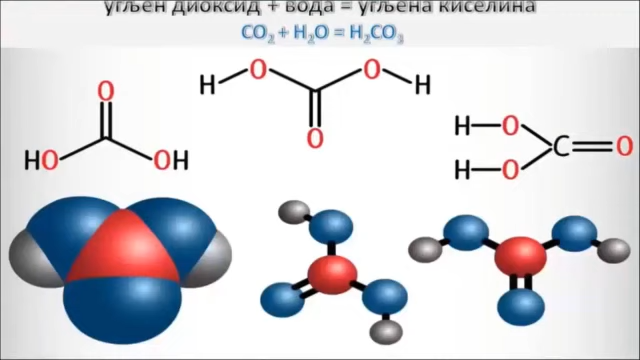 угљен диоксид + вода = угљена киселина
CO₂ + H₂O = H₂CO₃
H O O H
O
O
HO OH
H O
C O
H O